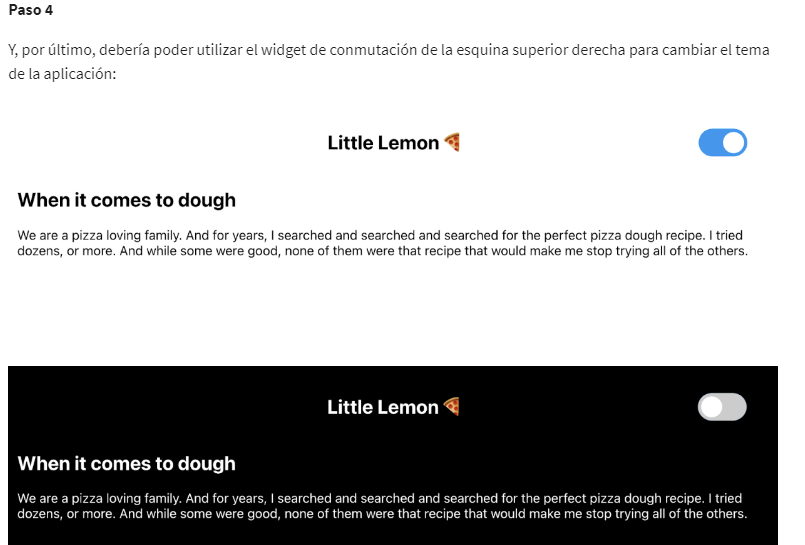 Paso 4
Y, por último, debería poder utilizar el widget de conmutación de la esquina superior derecha para cambiar el tema
de la aplicación:
Little Lemon 🍕
When it comes to dough
We are a pizza loving family. And for years, I searched and searched and searched for the perfect pizza dough recipe. I tried
dozens, or more. And while some were good, none of them were that recipe that would make me stop trying all of the others.
Little Lemon 🍕
When it comes to dough
We are a pizza loving family. And for years, I searched and searched and searched for the perfect pizza dough recipe. I tried
dozens, or more. And while some were good, none of them were that recipe that would make me stop trying all of the others.